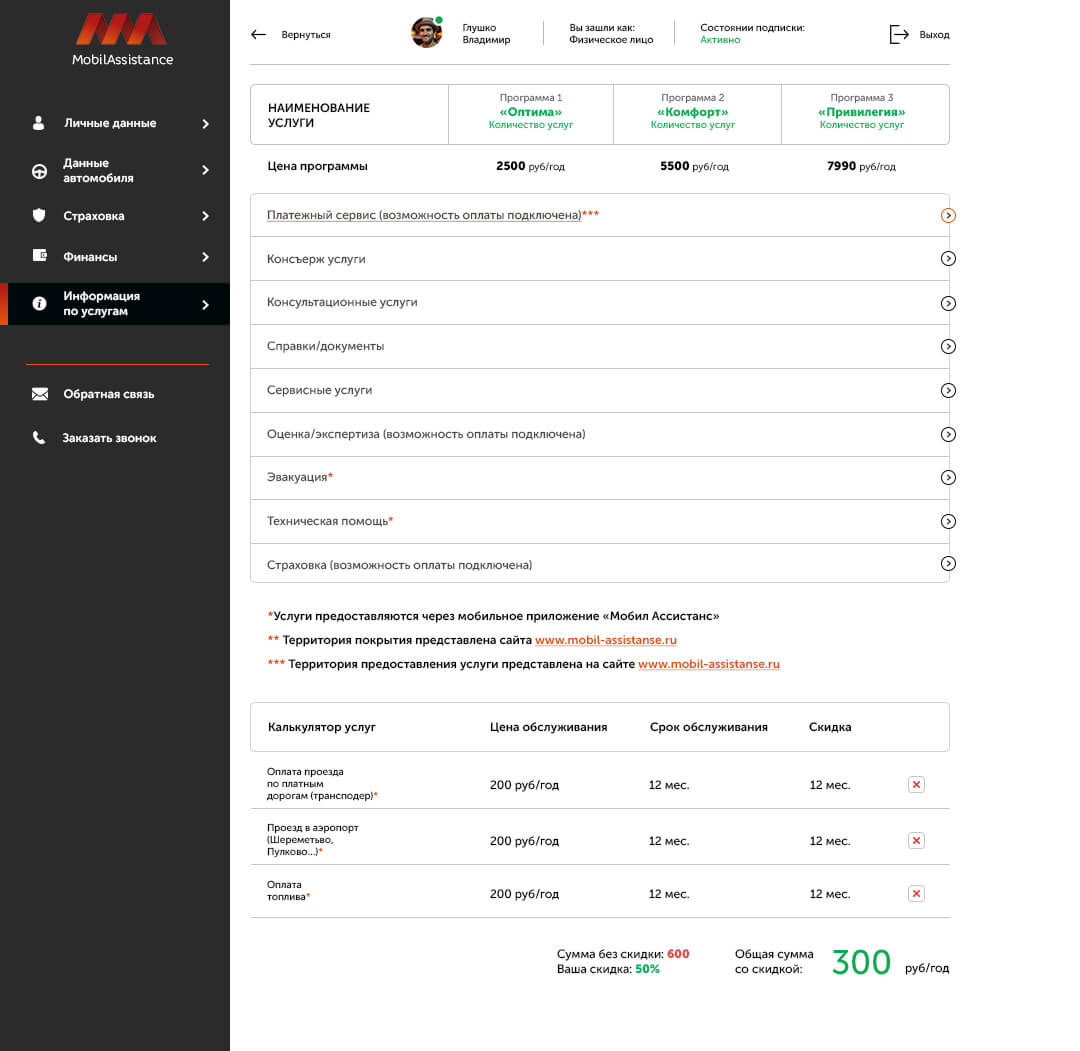 MobilAssistance
Личные данные
Данные
автомобиля
Страховка
Финансы
Информация
по услугам
Обратная связь
Заказать звонок
Вернуться
Глушко
Владимир
Вы зашли как:
Физическое лицо
Состоянии подписки:
Активно
Выход
НАИМЕНОВАНИЕ
УСЛУГИ
Программа 1
«Оптима»
Количество услуг
Программа 2
«Комфорт»
Количество услуг
Программа 3
«Привилегия»
Количество услуг
Цена программы
2500 руб/год
5500 руб/год
7990 руб/год
Платежный сервис (возможность оплаты подключена)***
Консъерж услуги
Консультационные услуги
Справки/документы
Сервисные услуги
Оценка/экспертиза (возможность оплаты подключена)
Эвакуация*
Техническая помощь*
Страховка (возможность оплаты подключена)
*Услуги предоставляются через мобильное приложение «Мобил Ассистанс»
** Территория покрытия представлена сайта www.mobil-assistanse.ru
*** Территория предоставления услуги представлена на сайте www.mobil-assistanse.ru
Калькулятор услуг
Цена обслуживания
Срок обслуживания
Скидка
Оплата проезда
по платным
дорогам (трансподер)*
200 руб/год
12 мес.
12 мес.
Проезд в аэропорт
(Шереметьво,
Пулково...)*
200 руб/год
12 мес.
12 мес.
Оплата
топлива*
200 руб/год
12 мес.
12 мес.
Сумма без скидки: 600
Ваша скидка: 50%
Общая сумма
со скидкой:
300 руб/год